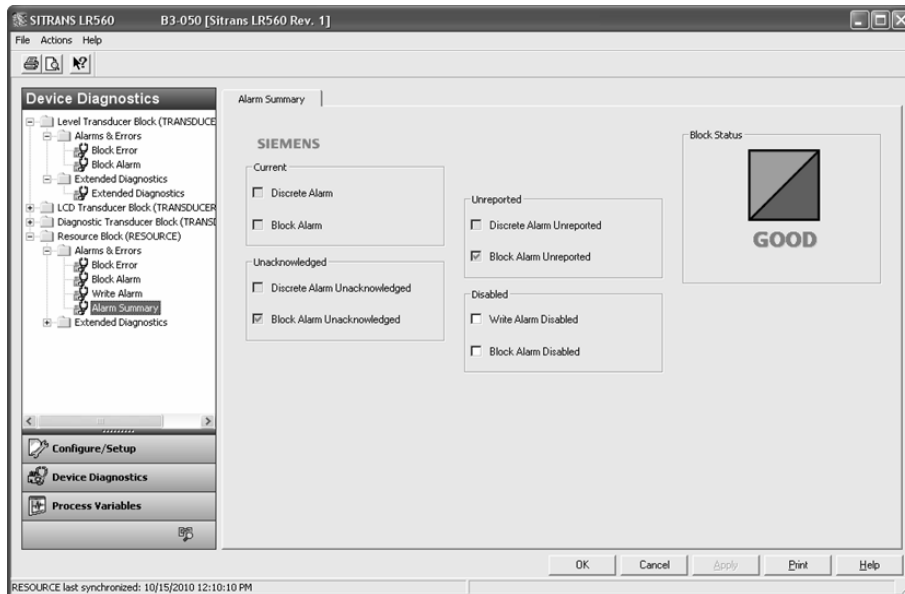 SITRANS LR560 B3-050 [Sitrans LR560 Rev. 1]
File Actions Help
Device Diagnostics
Level Transducer Block (TRANSDUCE
Alarms & Errors
Block Error
Block Alarm
Extended Diagnostics
Extended Diagnostics
LCD Transducer Block (TRANSDUCER
Diagnostic Transducer Block (TRANSD
Resource Block (RESOURCE)
Alarms & Errors
Block Error
Block Alarm
Write Alarm
Alarm Summary
Extended Diagnostics
Configure/Setup
Device Diagnostics
Process Variables
Alarm Summary
SIEMENS
Current
Discrete Alarm
Block Alarm
Unacknowledged
Discrete Alarm Unacknowledged
Block Alarm Unacknowledged
Unreported
Discrete Alarm Unreported
Block Alarm Unreported
Disabled
Write Alarm Disabled
Block Alarm Disabled
Block Status
GOOD
OK Cancel Apply Print Help
RESOURCE last synchronized: 10/15/2010 12:10:10 PM